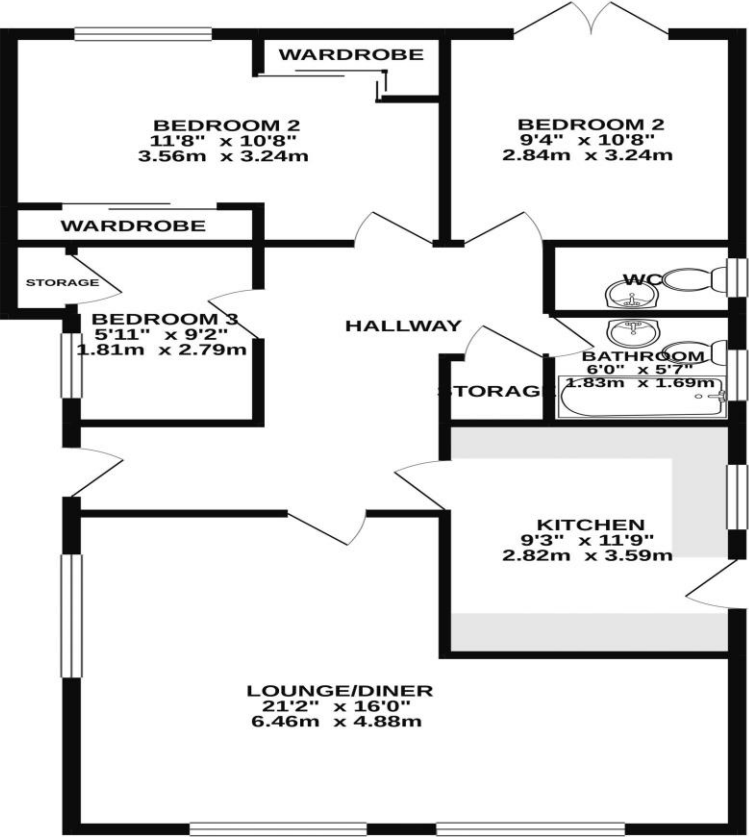 WARDROBE
BEDROOM 2
11'8" x 10'8"
3.56m x 3.24m
BEDROOM 2
9'4" x 10'8"
2.84m x 3.24m
WARDROBE
STORAGE
WC
BEDROOM 3
5'11" x 9'2"
1.81m x 2.79m
HALLWAY
BATHROOM
6'0" x 5'7"
1.83m x 1.69m
STORAGE
KITCHEN
9'3" x 11'9"
2.82m x 3.59m
LOUNGE/DINER
21'2" x 16'0"
6.46m x 4.88m